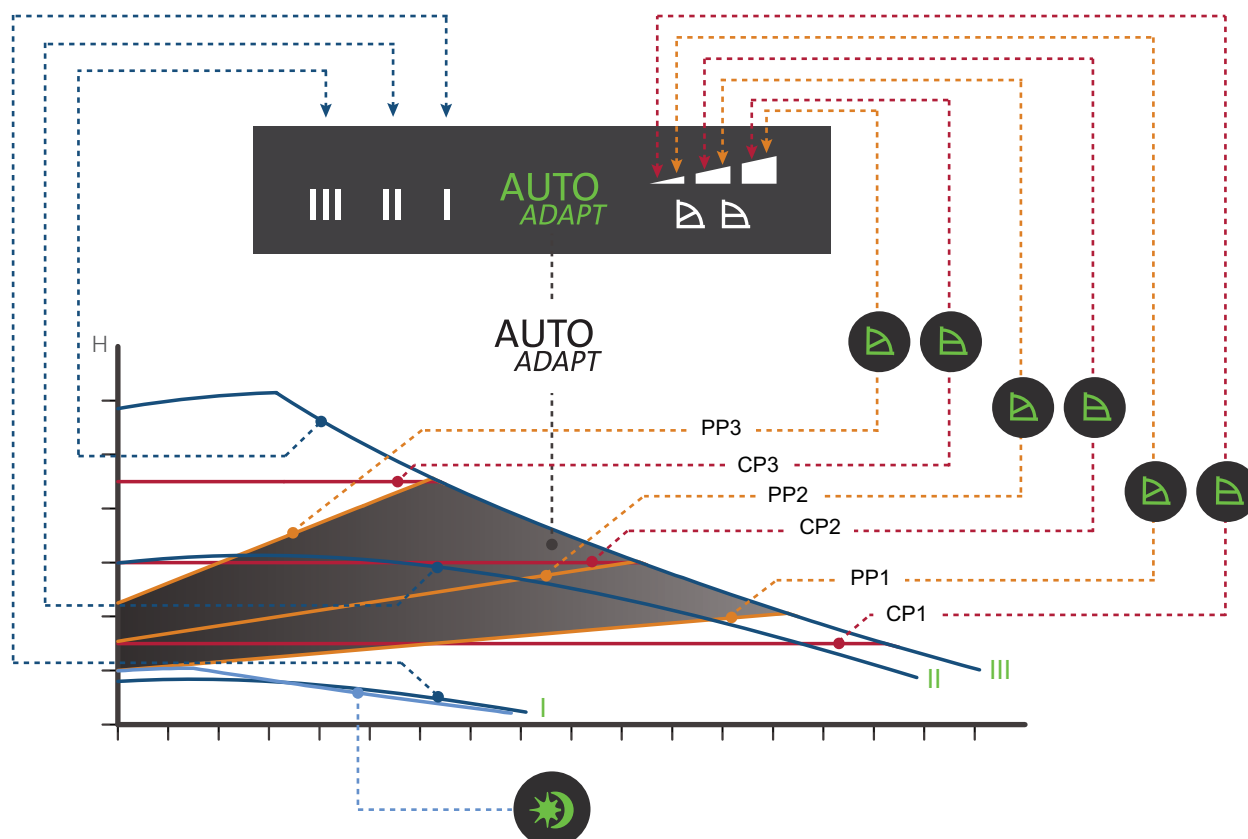 III II I
AUTO
ADAPT
AUTO
ADAPT
H
PP3
CP3
PP2
CP2
PP1
CP1
III
II
I